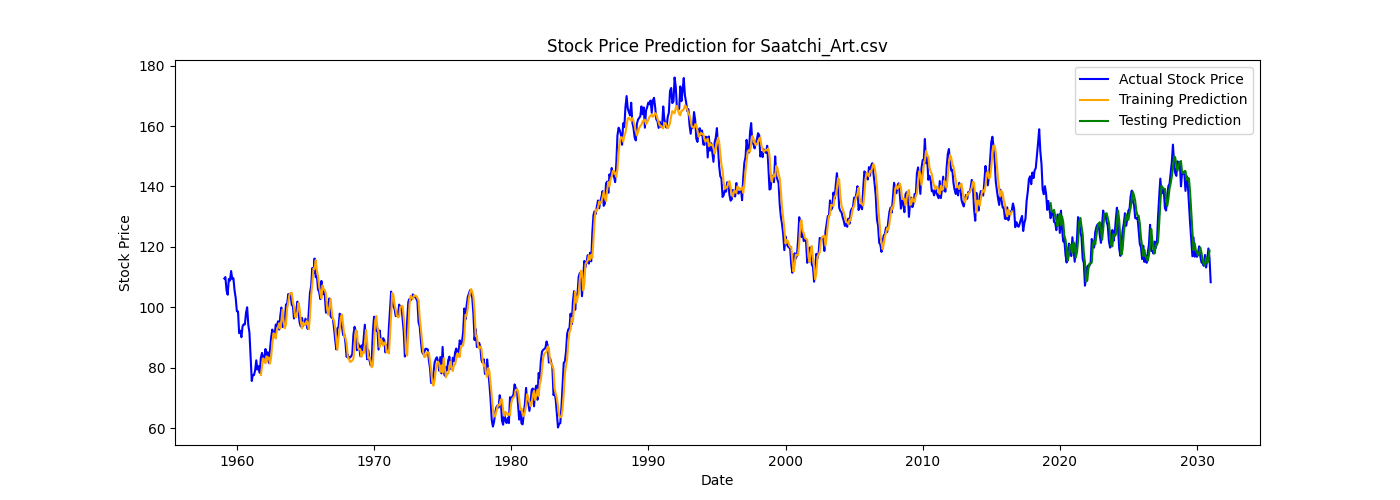 Stock Price Prediction for Saatchi_Art.csv
Actual Stock Price
Training Prediction
Testing Prediction
Stock Price
180
160
140
120
100
80
60
1960 1970 1980 1990 2000 2010 2020 2030
Date